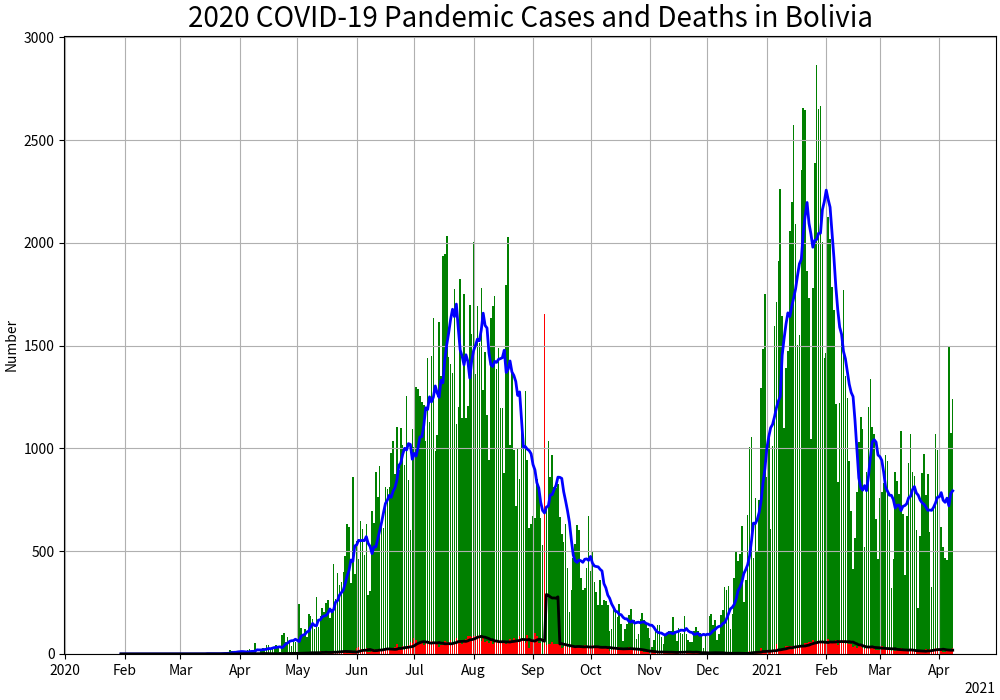 2020 COVID-19 Pandemic Cases and Deaths in Bolivia
3000
2500
2000
1500
1000
500
0
Number
2020 Feb Mar Apr May Jun Jul Aug Sep Oct Nov Dec 2021 Feb Mar Apr
2021